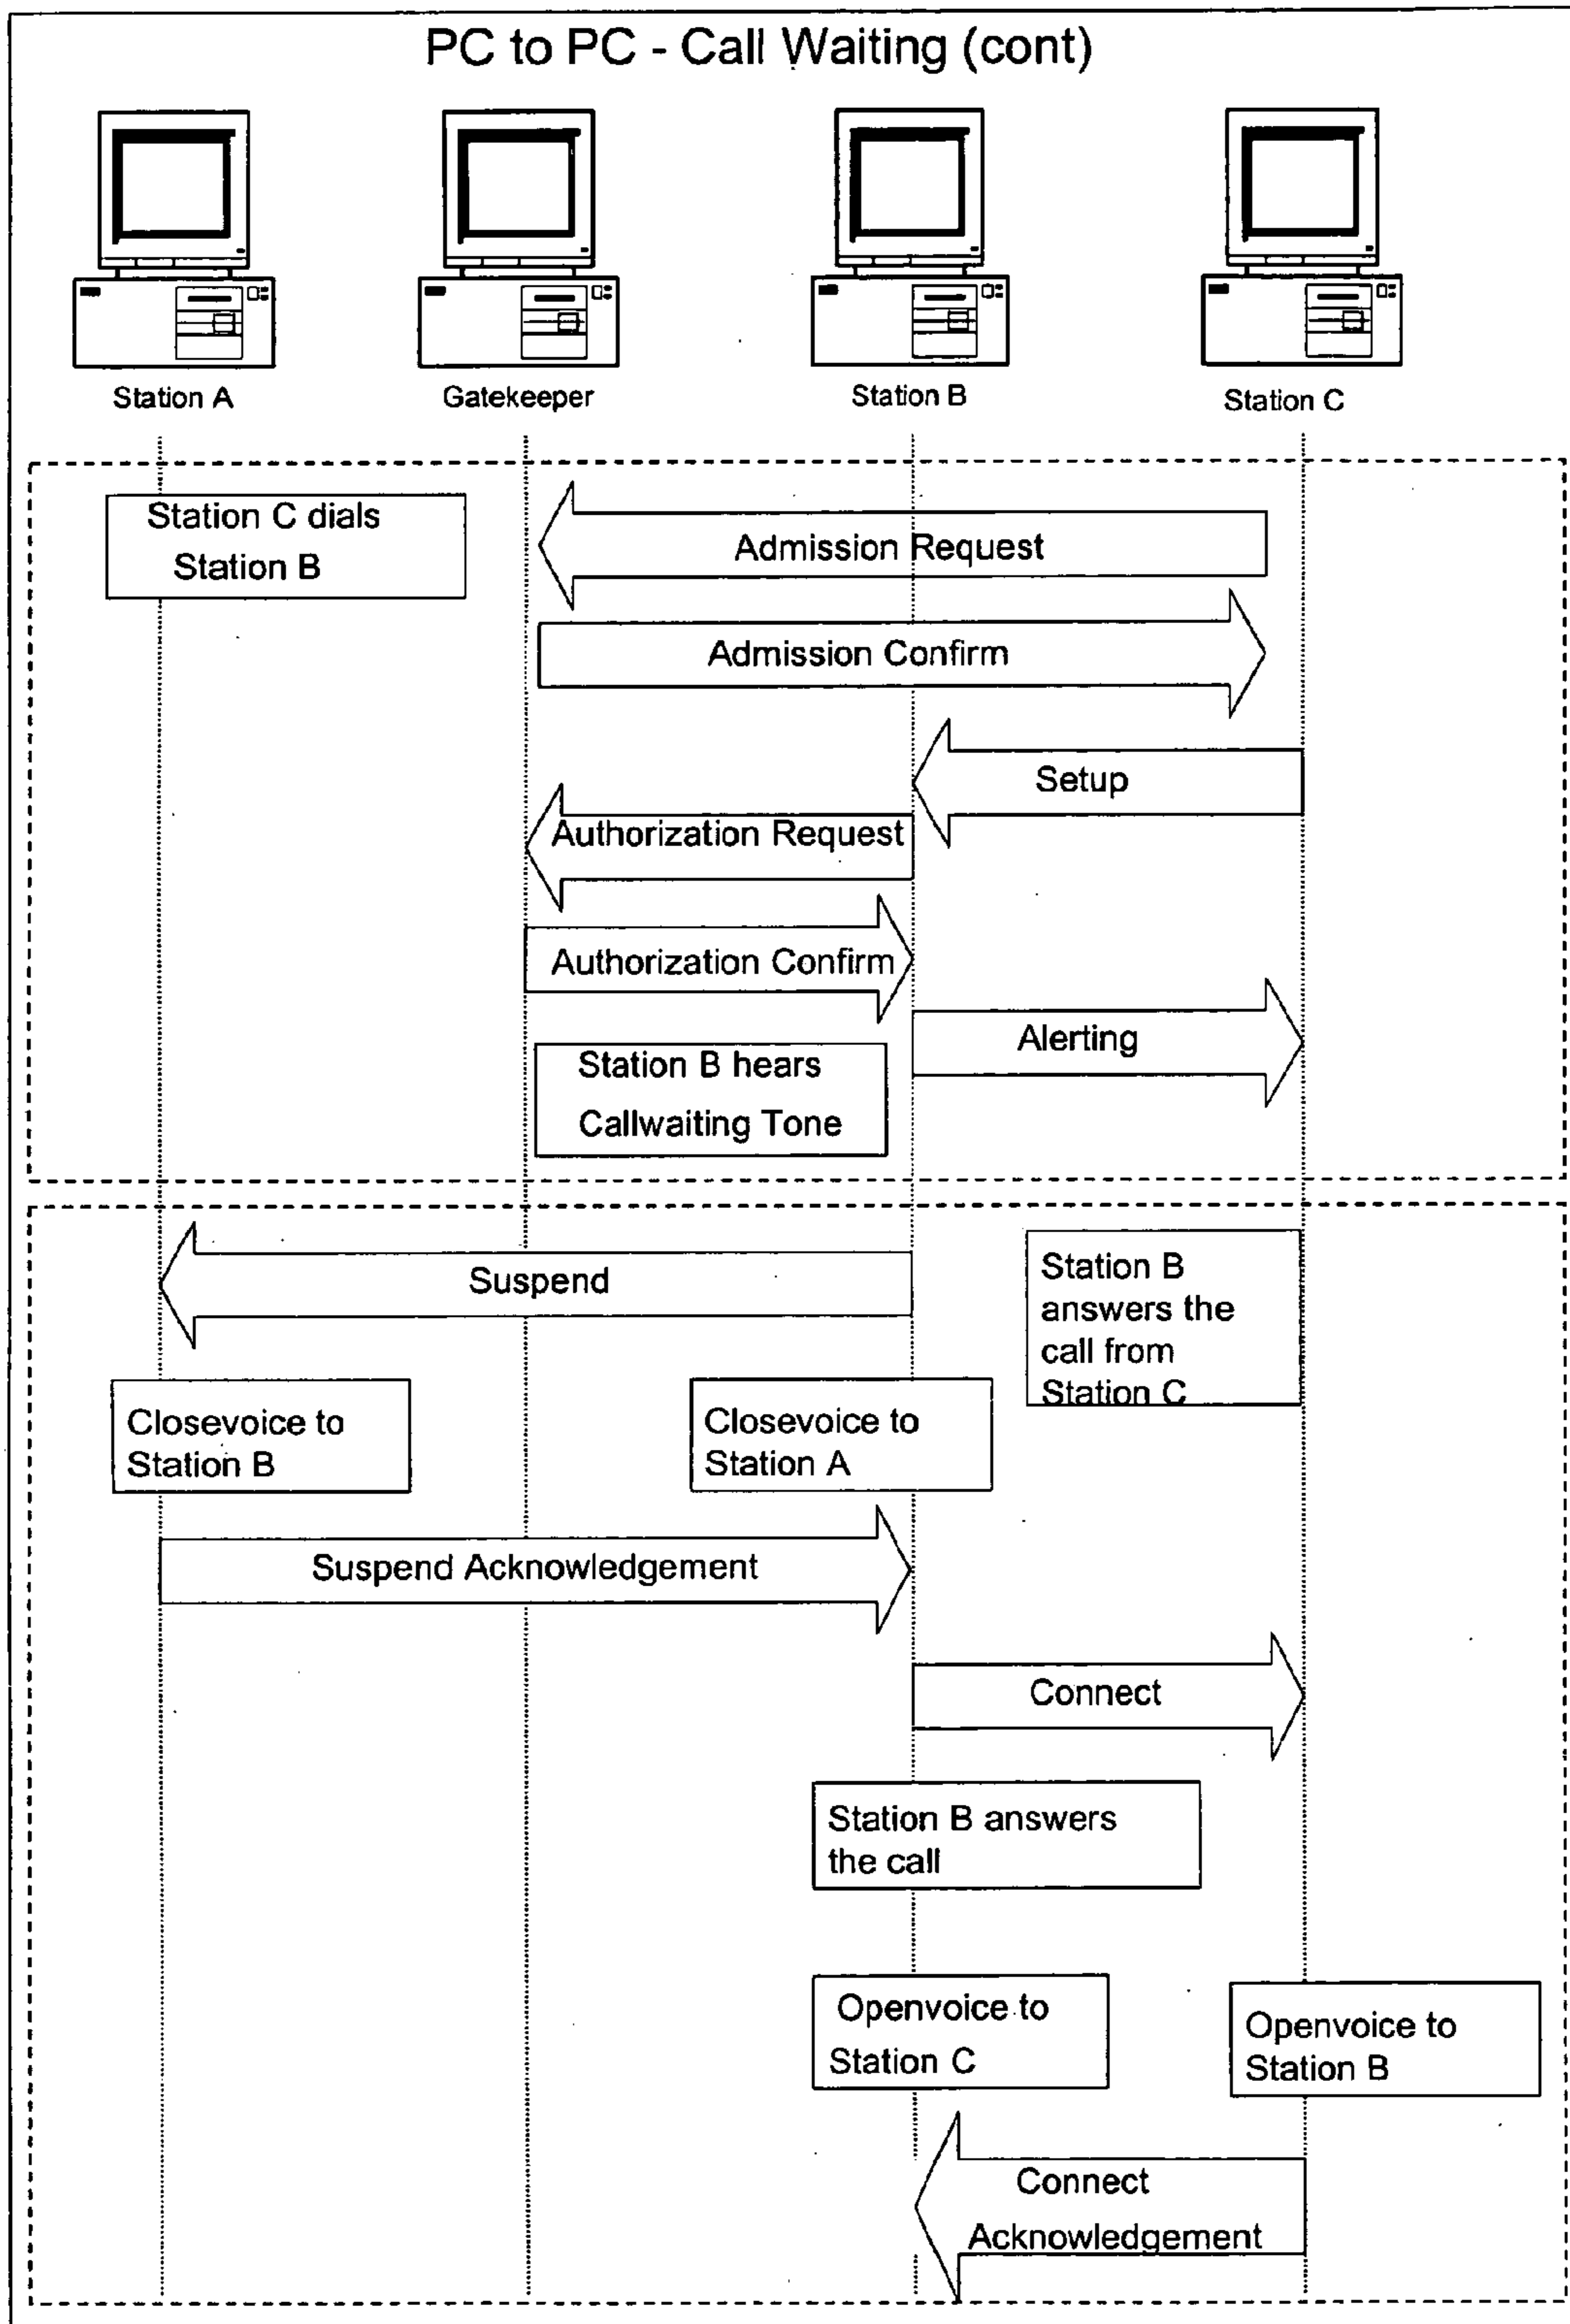 PC to PC - Call Waiting (cont)
Station A
Gatekeeper
Station B
Station C
Station C dials
Station B
Admission Request
Admission Confirm
Setup
Authorization Request
Authorization Confirm
Alerting
Station B hears
Callwaiting Tone
Suspend
Station B
answers the
call from
Station C
Closevoice to
Station B
Closevoice to
Station A
Suspend Acknowledgement
Connect
Station B answers
the call
Openvoice to
Station C
Openvoice to
Station B
Connect
Acknowledgement